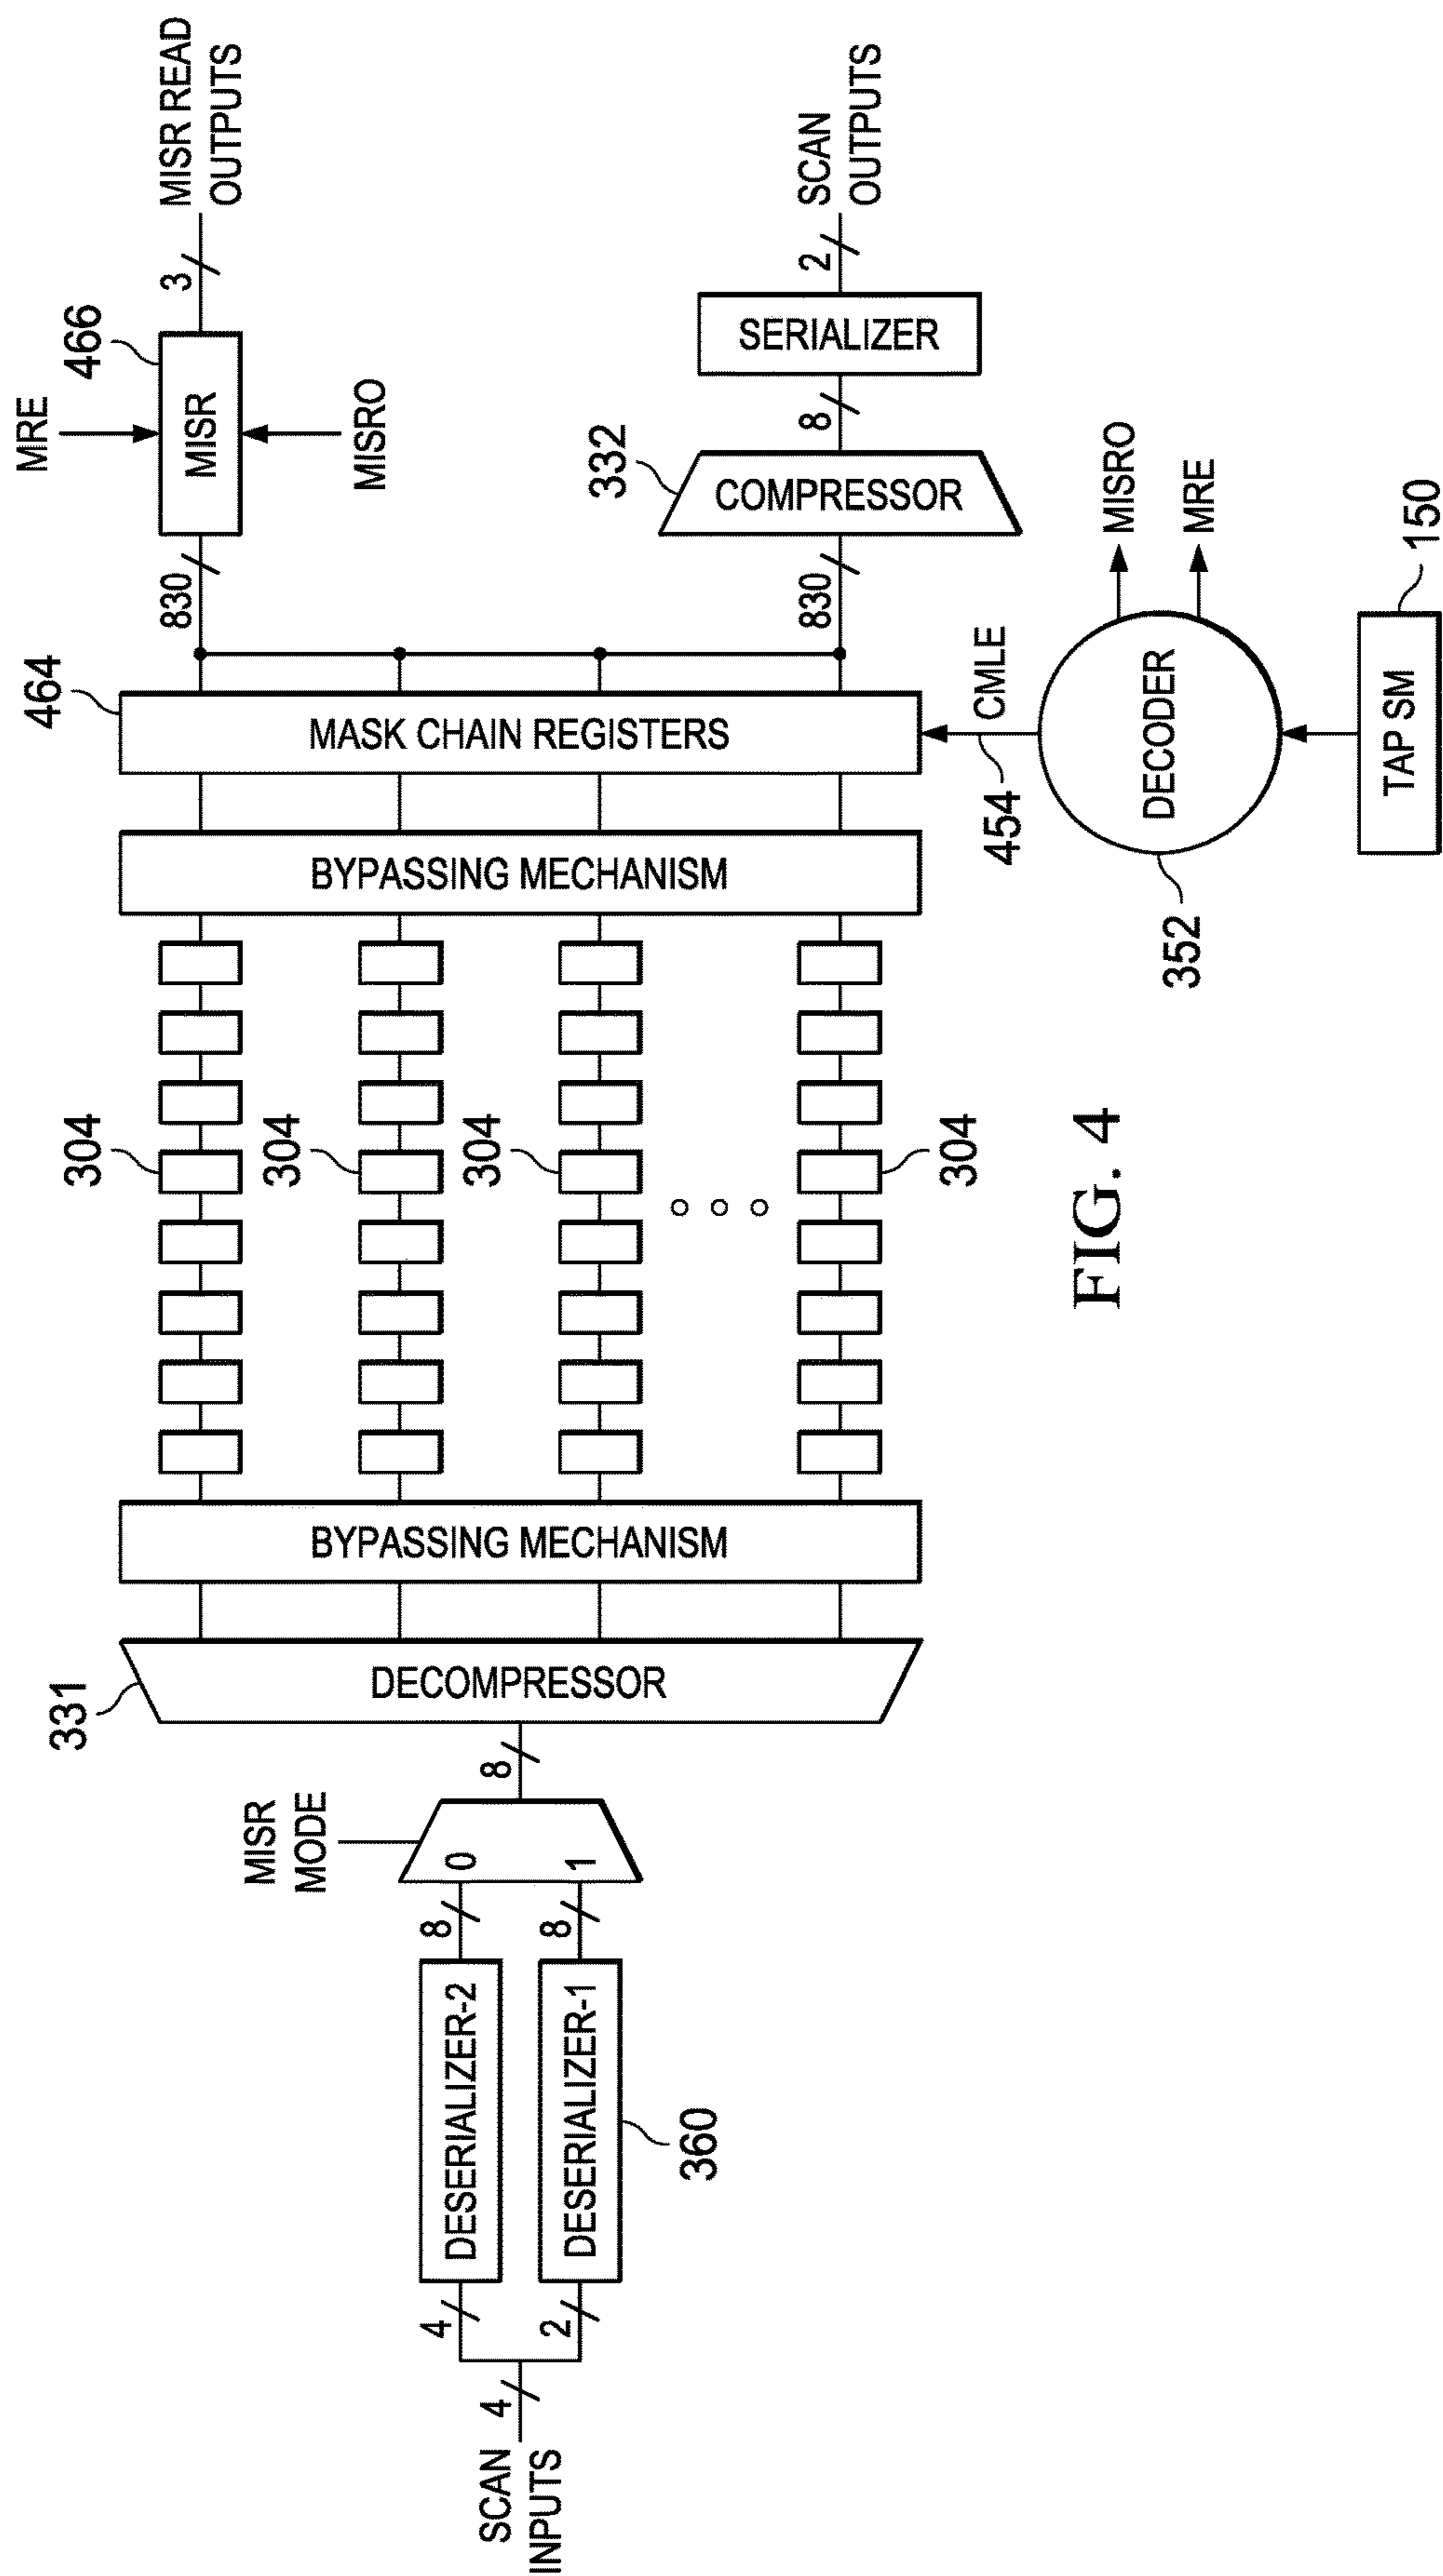 SCAN
INPUTS
4
4
2
DESERIALIZER-2
DESERIALIZER-1
360
8
8
MISR
MODE
0
1
8
331
DECOMPRESSOR
BYPASSING MECHANISM
304
304
304
304
BYPASSING MECHANISM
464
MASK CHAIN REGISTERS
830
466
MRE
MISR
MISRO
3
MISR READ
OUTPUTS
830
332
COMPRESSOR
8
SERIALIZER
2
SCAN
OUTPUTS
454
CMLE
352
DECODER
MISRO
MRE
TAP SM
150
FIG. 4